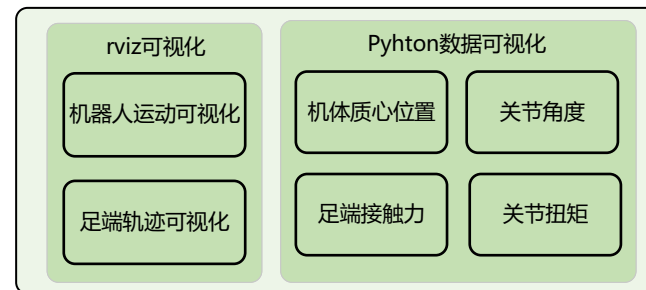 rviz可视化
机器人运动可视化
足端轨迹可视化
Pyhton数据可视化
机体质心位置
关节角度
足端接触力
关节扭矩